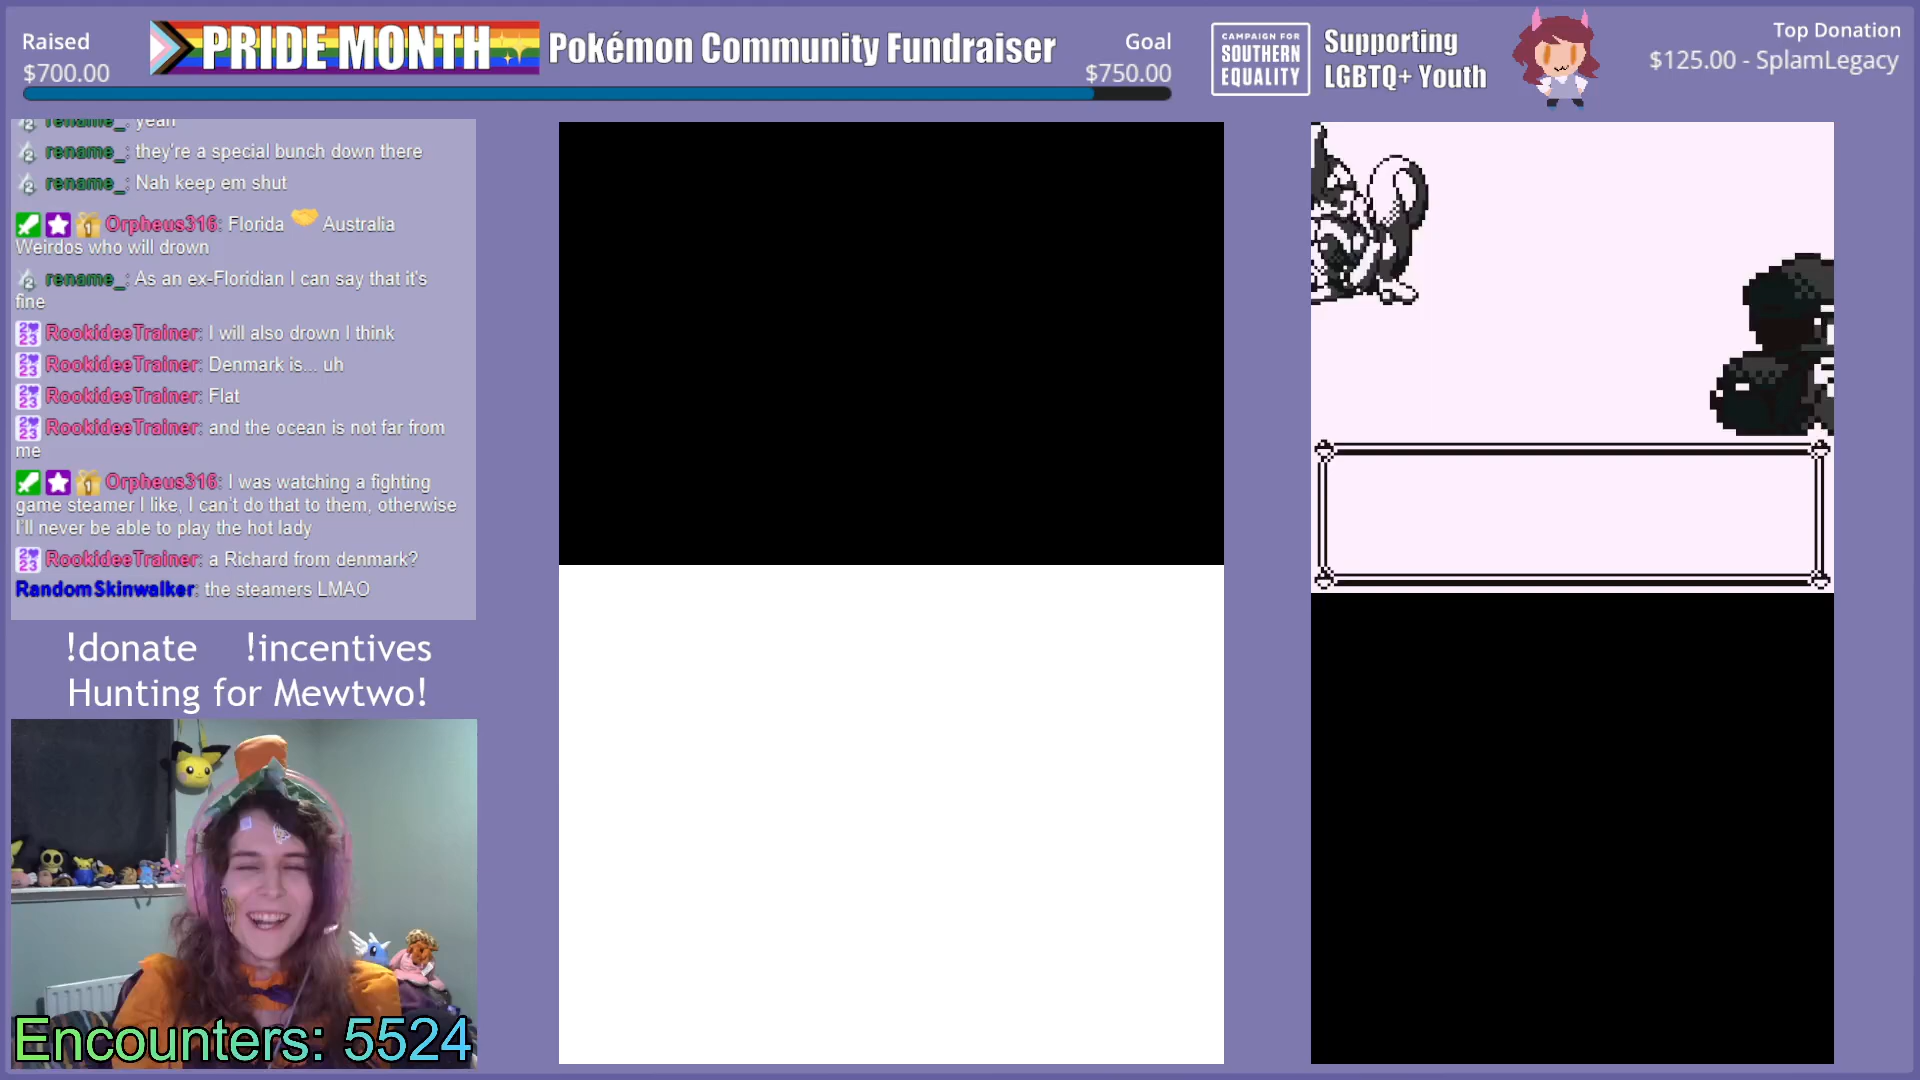 Raised
$700.00
PRIDE MONTH
Pokémon Community Fundraiser
Goal
$750.00
CAMPAIGN FOR
SOUTHERN
EQUALITY
Supporting
LGBTQ+ Youth
Top Donation
$125.00 - SplamLegacy
rename_: yeah
rename_: they're a special bunch down there
rename_: Nah keep em shut
Orpheus316: Florida Australia
Weirdos who will drown
rename_: As an ex-Floridian I can say that it's
fine
RookideeTrainer: I will also drown I think
RookideeTrainer: Denmark is... uh
RookideeTrainer: Flat
RookideeTrainer: and the ocean is not far from
me
Orpheus316: I was watching a fighting
game steamer I like, I can't do that to them, otherwise
I'll never be able to play the hot lady
RookideeTrainer: a Richard from denmark?
RandomSkinwalker: the steamers LMAO
!donate !incentives
Hunting for Mewtwo!
Encounters: 5524